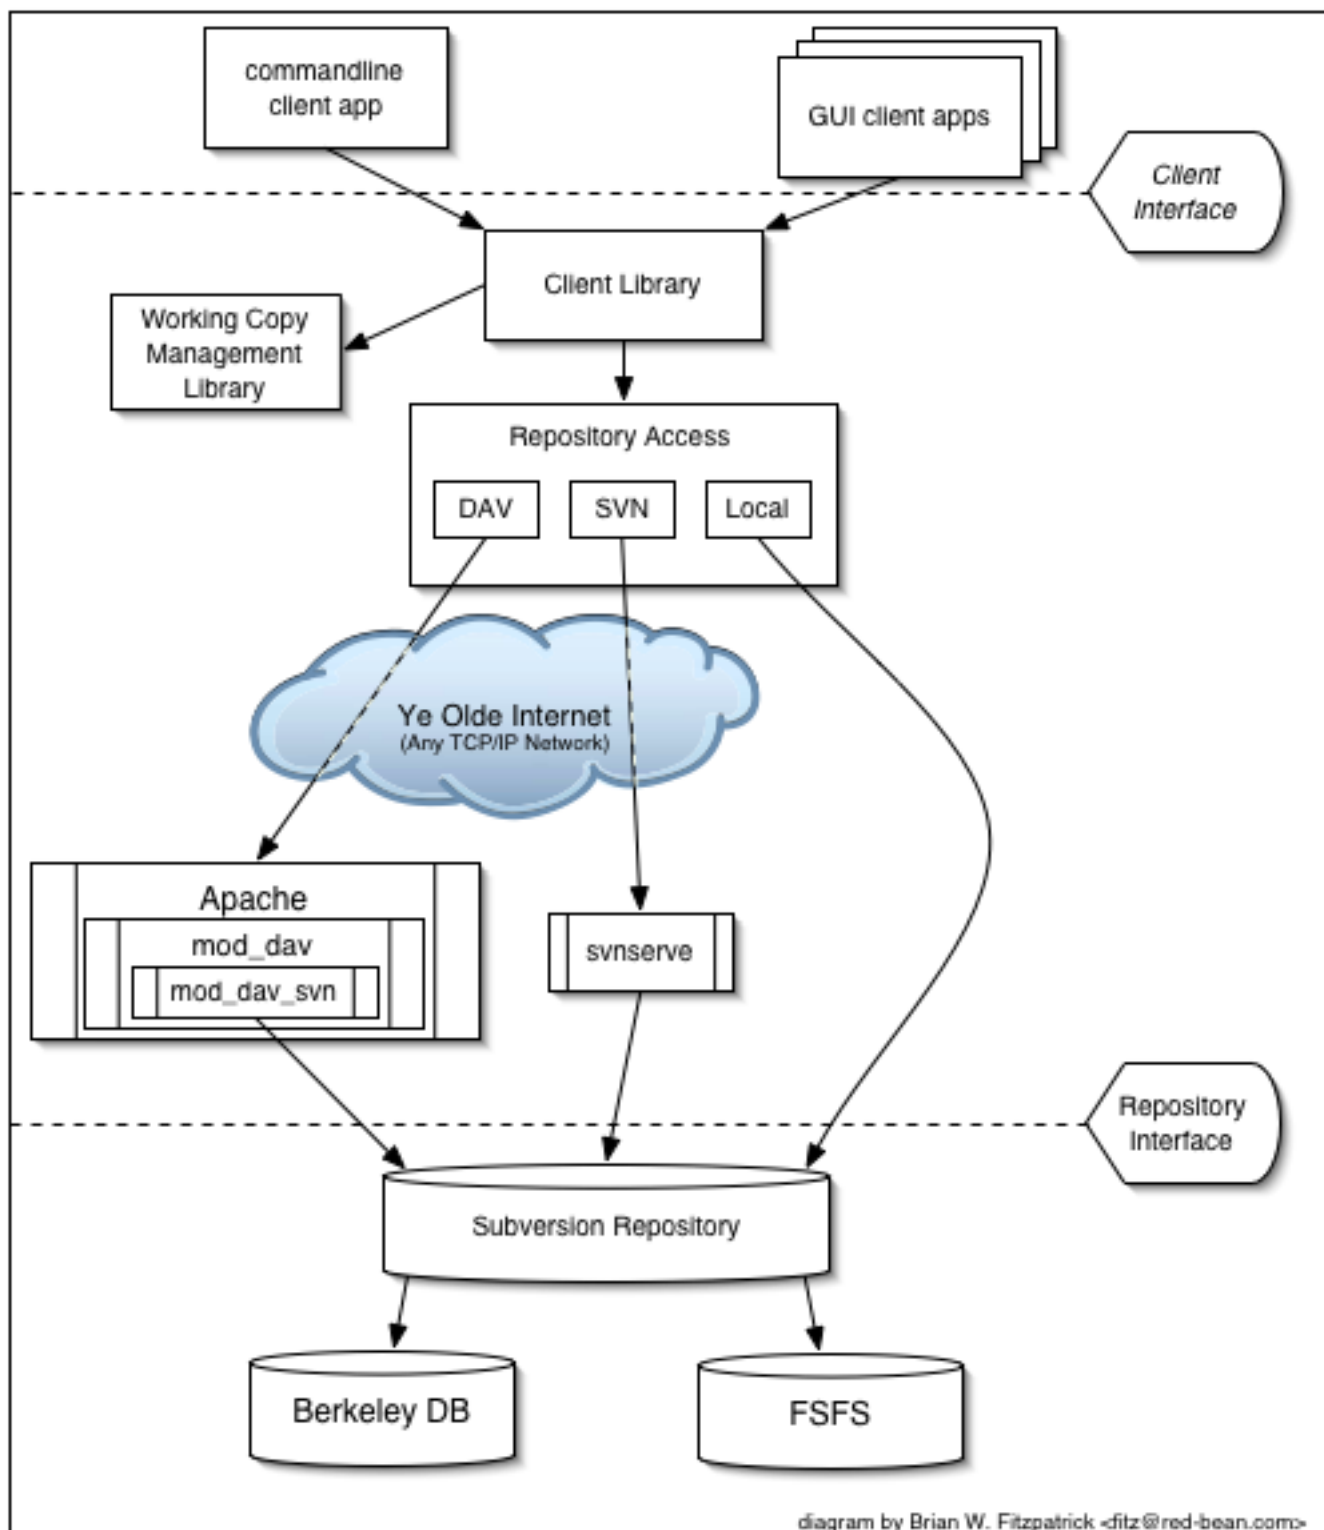 commandline
client app
GUI client apps
Client
Interface
Client Library
Working Copy
Management
Library
Repository Access
DAV
SVN
Local
Ye Olde Internet
(Any TCP/IP Network)
Apache
mod_dav
mod_dav_svn
svnserve
Repository
Interface
Subversion Repository
Berkeley DB
FSFS
diagram by Brian W. Fitzpatrick <fitz@red-bean.com>